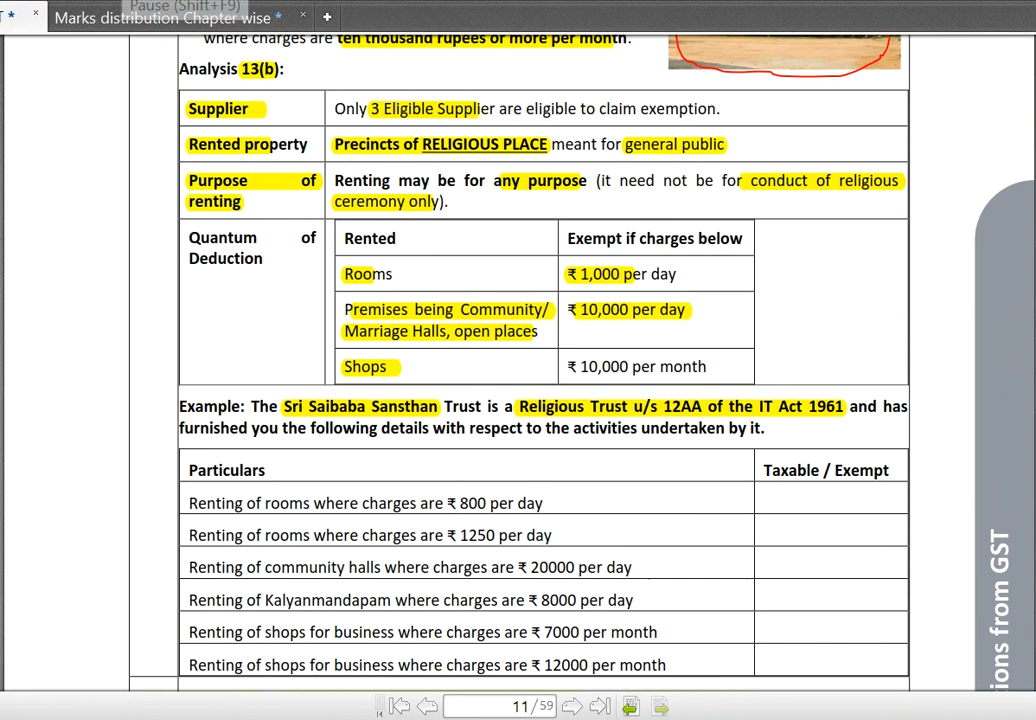 Pause (Shift+F9)
Marks distribution Chapter wise *
where charges are ten thousand rupees or more per month.
Analysis 13(b):
Supplier
Only 3 Eligible Supplier are eligible to claim exemption.
Rented property
Precincts of RELIGIOUS PLACE meant for general public
Purpose of
renting
Renting may be for any purpose (it need not be for conduct of religious
ceremony only).
Quantum of
Deduction
Rented
Exempt if charges below
Rooms
₹ 1,000 per day
Premises being Community/
Marriage Halls, open places
₹ 10,000 per day
Shops
₹ 10,000 per month
Example: The Sri Saibaba Sansthan Trust is a Religious Trust u/s 12AA of the IT Act 1961 and has
furnished you the following details with respect to the activities undertaken by it.
Particulars
Taxable / Exempt
Renting of rooms where charges are ₹ 800 per day
Renting of rooms where charges are ₹ 1250 per day
Renting of community halls where charges are ₹ 20000 per day
Renting of Kalyanmandapam where charges are ₹ 8000 per day
Renting of shops for business where charges are ₹ 7000 per month
Renting of shops for business where charges are ₹ 12000 per month
ions from GST
11 / 59